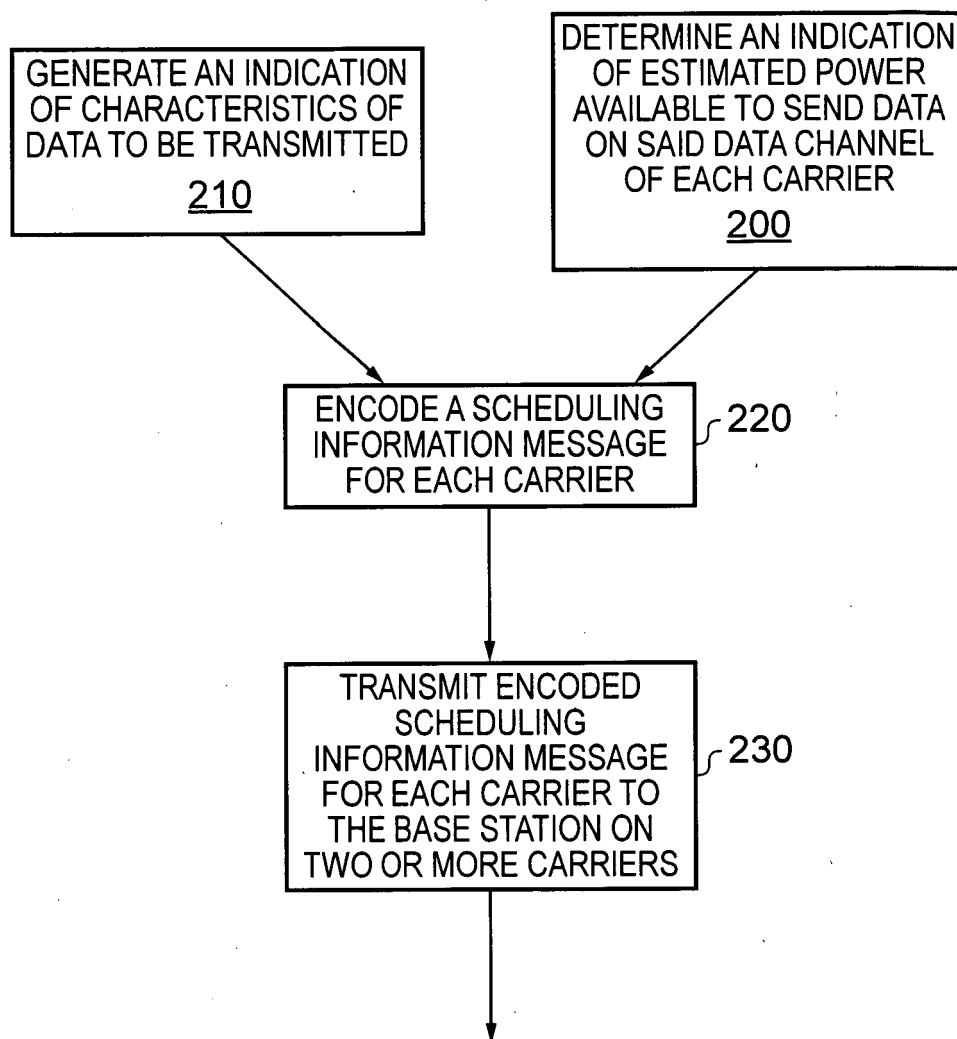 GENERATE AN INDICATION
OF CHARACTERISTICS OF
DATA TO BE TRANSMITTED
210
DETERMINE AN INDICATION
OF ESTIMATED POWER
AVAILABLE TO SEND DATA
ON SAID DATA CHANNEL
OF EACH CARRIER
200
ENCODE A SCHEDULING
INFORMATION MESSAGE
FOR EACH CARRIER
220
TRANSMIT ENCODED
SCHEDULING
INFORMATION MESSAGE
FOR EACH CARRIER TO
THE BASE STATION ON
TWO OR MORE CARRIERS
230